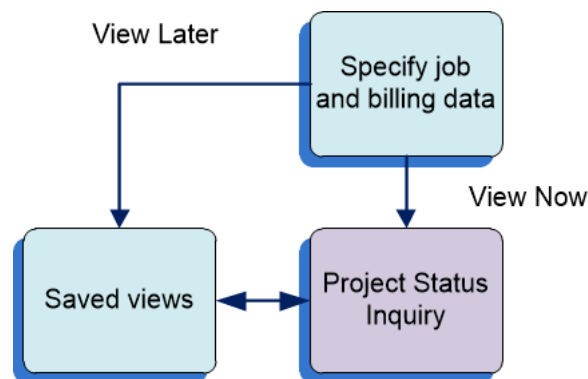 View Later
Specify job
and billing data
View Now
Saved views
Project Status
Inquiry